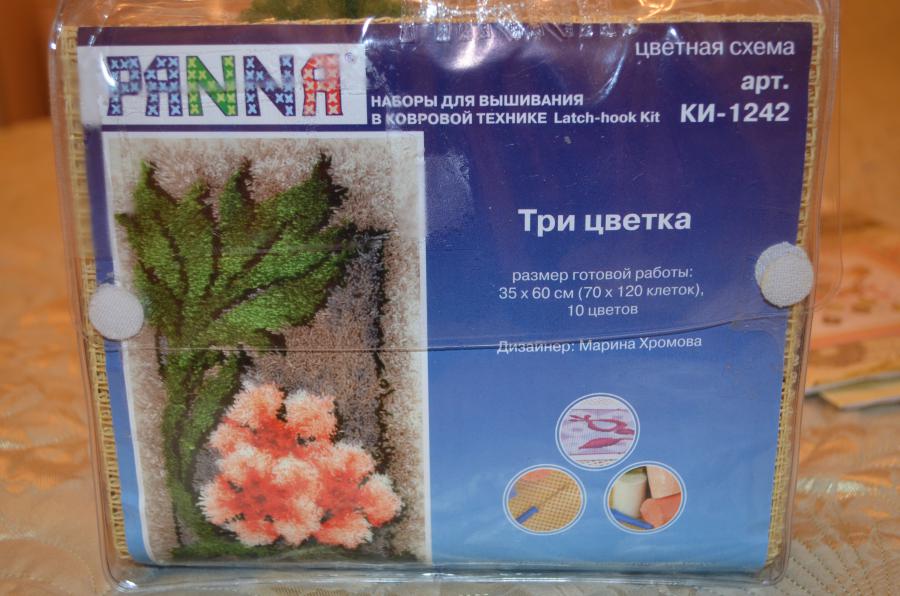 PANNA
НАБОРЫ ДЛЯ ВЫШИВАНИЯ
В КОВРОВОЙ ТЕХНИКЕ Latch-hook Kit
цветная схема
арт.
КИ-1242
Три цветка
размер готовой работы:
35 х 60 см (70 х 120 клеток),
10 цветов
Дизайнер: Марина Хромова